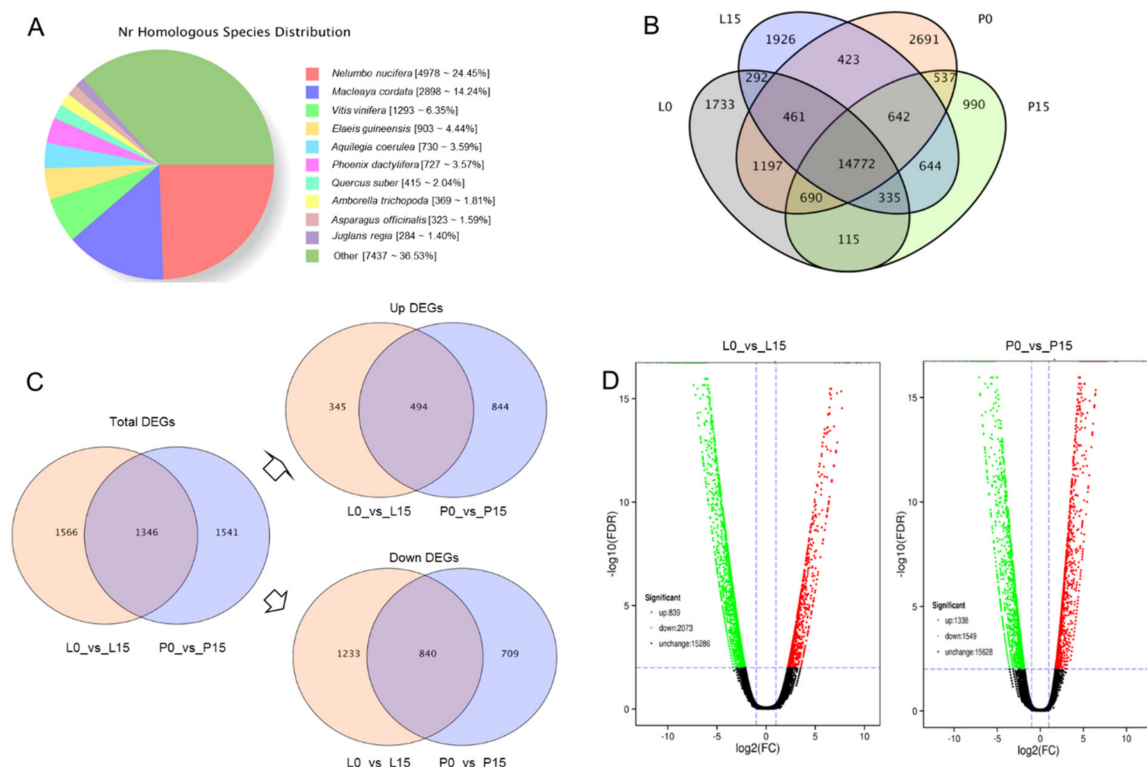 A
Nr Homologous Species Distribution
Nelumbo nucifera [4978 ~ 24.45%]
Macleaya cordata [2898 ~ 14.24%]
Vitis vinifera [1293 ~ 6.35%]
Elaeis guineensis [903 ~ 4.44%]
Aquilegia coerulea [730 ~ 3.59%]
Phoenix dactylifera [727 ~ 3.57%]
Quercus suber [415 ~ 2.04%]
Amborella trichopoda [369 ~ 1.81%]
Asparagus officinalis [323 ~ 1.59%]
Juglans regia [284 ~ 1.40%]
Other [7437 ~ 36.53%]
B
L15
P0
L0
P15
1926
2691
423
292
537
1733
990
461
642
1197
14772
644
690
335
115
C
Total DEGs
1566
1346
1541
L0_vs_L15
P0_vs_P15
Up DEGs
345
494
844
L0_vs_L15
P0_vs_P15
Down DEGs
1233
840
709
L0_vs_L15
P0_vs_P15
D
L0_vs_L15
-log10(FDR)
15
10
5
0
Significant
up:839
down:2073
unchange:15286
-10
-5
0
5
10
log2(FC)
P0_vs_P15
-log10(FDR)
15
10
5
0
Significant
up:1338
down:1549
unchange:15628
-10
-5
0
5
10
log2(FC)